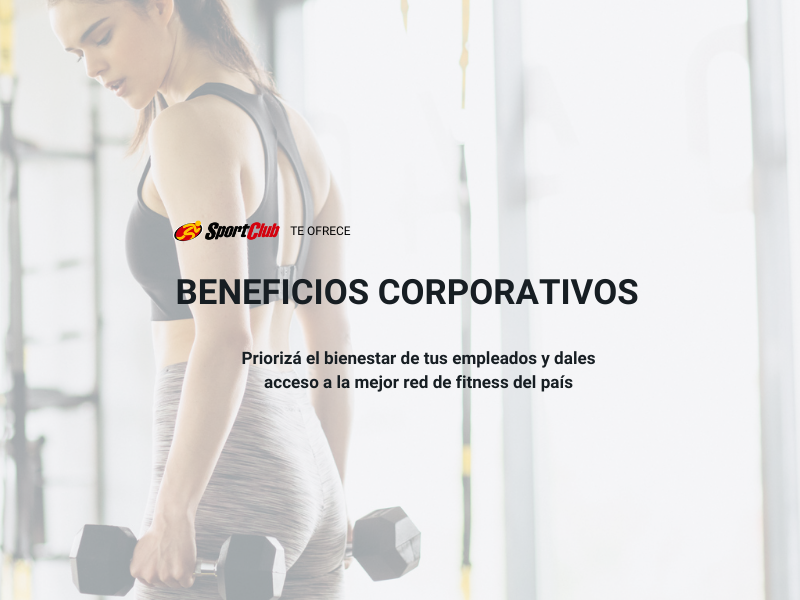 SportClub TE OFRECE
BENEFICIOS CORPORATIVOS
Priorizá el bienestar de tus empleados y dales
acceso a la mejor red de fitness del país